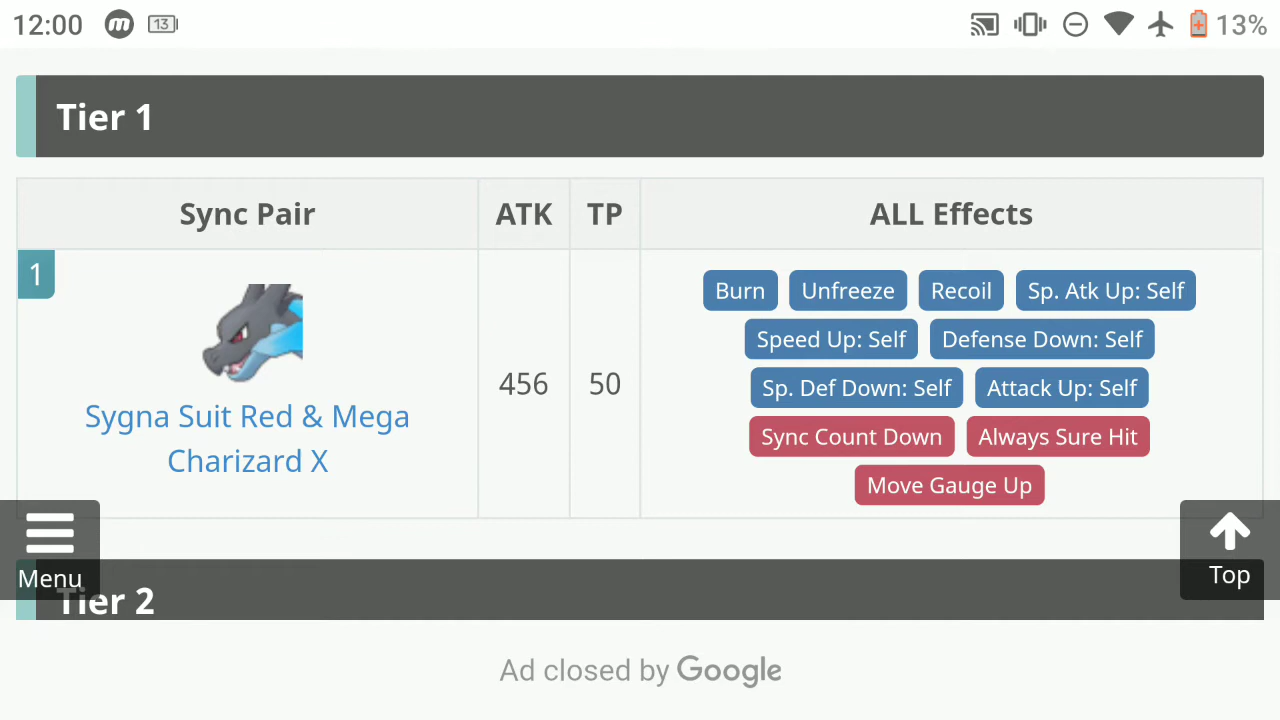 12:00 m 13 13%
Tier 1
Sync Pair ATK TP ALL Effects
1
Sygna Suit Red & Mega
Charizard X
456 50
Burn Unfreeze Recoil Sp. Atk Up: Self
Speed Up: Self Defense Down: Self
Sp. Def Down: Self Attack Up: Self
Sync Count Down Always Sure Hit
Move Gauge Up
Menu Top
Tier 2
Ad closed by Google